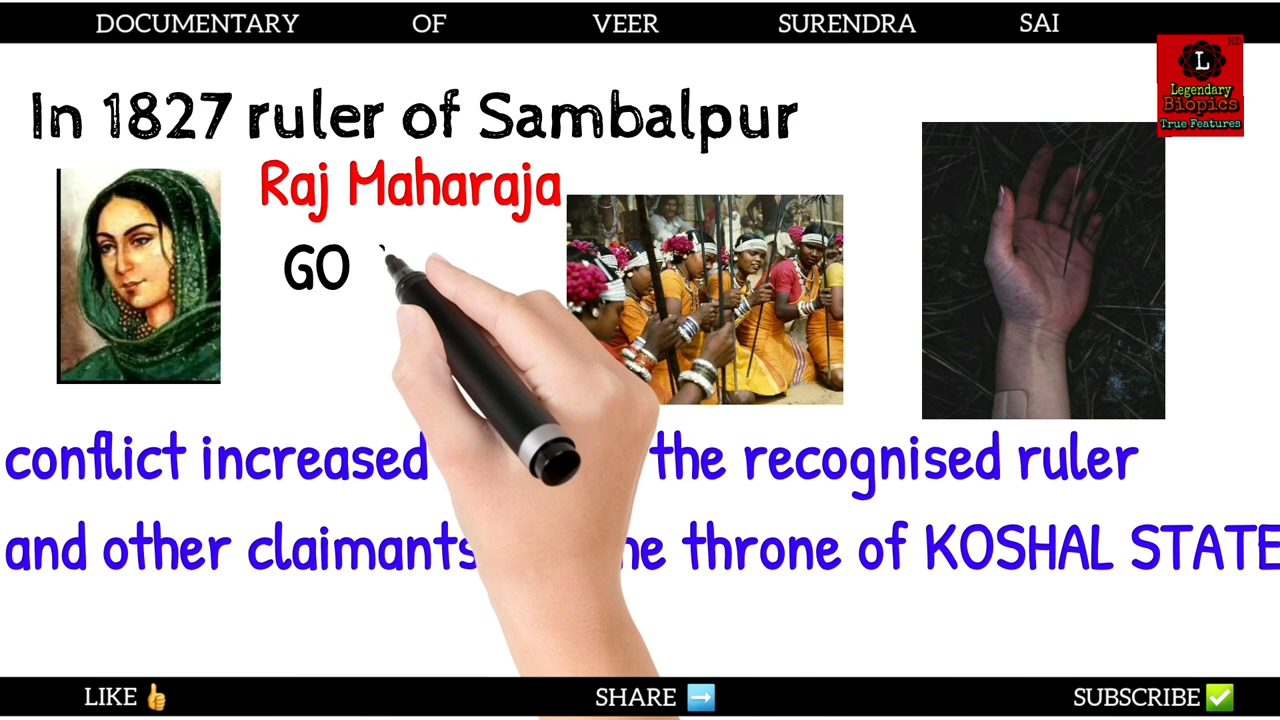 DOCUMENTARY OF VEER SURENDRA SAI
HD
L
Legendary
Biopics
True Features
In 1827 ruler of Sambalpur
Raj Maharaja
GO
conflict increased the recognised ruler
and other claimants throne of KOSHAL STATE
LIKE 👍 SHARE ➡️ SUBSCRIBE ✅